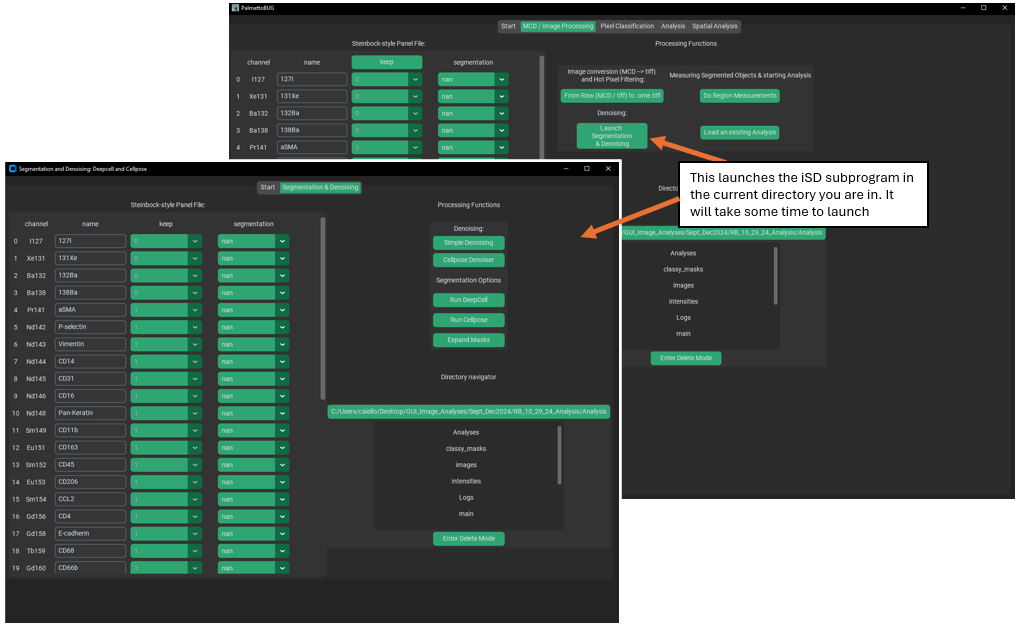 PalmettoBUG
Start MCD / Image Processing Pixel Classification Analysis Spatial Analysis
Steinbock-style Panel File:
Processing Functions
channel name keep segmentation
0 I127 127I 0 nan
1 Xe131 131Xe 0 nan
2 Ba132 132Ba 0 nan
3 Ba138 138Ba 0 nan
4 Pr141 aSMA 1 nan
Image conversion (MCD --> tiff)
and Hot Pixel Filtering:
From Raw (MCD / tiff) to .ome.tiff
Denoising:
Launch
Segmentation
& Denoising
Measuring Segmented Objects & starting Analysis
Do Region Measurements
Load an existing Analysis
This launches the iSD subprogram in
the current directory you are in. It
will take some time to launch
/GUI_Image_Analyses/Sept_Dec2024/RB_10_29_24_Analysis/Analysis
Analyses
classy_masks
images
intensities
Logs
main
Enter Delete Mode
Segmentation and Denoising: Deepcell and Cellpose
Start Segmentation & Denoising
Steinbock-style Panel File:
channel name keep segmentation
0 I127 127I 0 nan
1 Xe131 131Xe 0 nan
2 Ba132 132Ba 0 nan
3 Ba138 138Ba 0 nan
4 Pr141 aSMA 1 nan
5 Nd142 P-selectin 1 nan
6 Nd143 Vimentin 1 nan
7 Nd144 CD14 1 nan
8 Nd145 CD31 1 nan
9 Nd146 CD16 1 nan
10 Nd148 Pan-Keratin 1 nan
11 Sm149 CD11b 1 nan
12 Eu151 CD163 1 nan
13 Sm152 CD45 1 nan
14 Eu153 CD206 1 nan
15 Sm154 CCL2 1 nan
16 Gd156 CD4 1 nan
17 Gd158 E-cadherin 1 nan
18 Tb159 CD68 1 nan
19 Gd160 CD66b 1 nan
Processing Functions
Denoising:
Simple Denoising
Cellpose Denoiser
Segmentation Options
Run DeepCell
Run Cellpose
Expand Masks
Directory navigator
C:/Users/caiello/Desktop/GUI_Image_Analyses/Sept_Dec2024/RB_10_29_24_Analysis/Analysis
Analyses
classy_masks
images
intensities
Logs
main
Enter Delete Mode